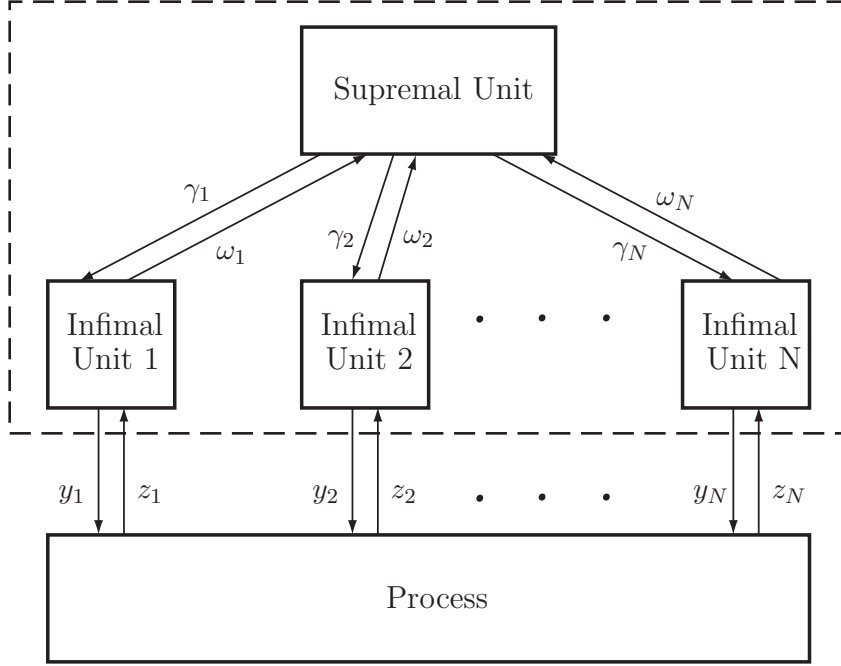 Supremal Unit
γ1
ω1
γ2
ω2
γN
ωN
Infimal
Unit 1
Infimal
Unit 2
Infimal
Unit N
y1
z1
y2
z2
yN
zN
Process